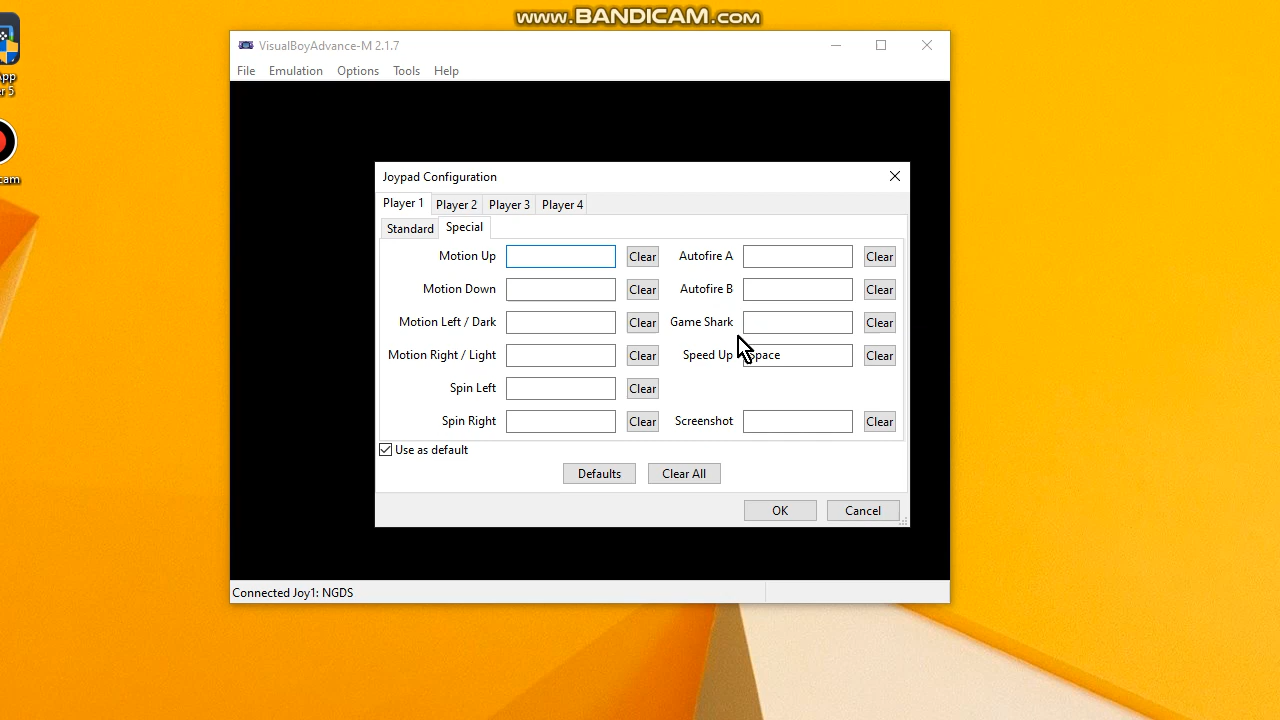 www.BANDICAM.com
VisualBoyAdvance-M 2.1.7
File Emulation Options Tools Help
App
r 5
cam
Joypad Configuration
Player 1 Player 2 Player 3 Player 4
Standard Special
Motion Up Clear Autofire A Clear
Motion Down Clear Autofire B Clear
Motion Left / Dark Clear Game Shark Clear
Motion Right / Light Clear Speed Up Space Clear
Spin Left Clear
Spin Right Clear Screenshot Clear
Use as default
Defaults Clear All
OK Cancel
Connected Joy1: NGDS